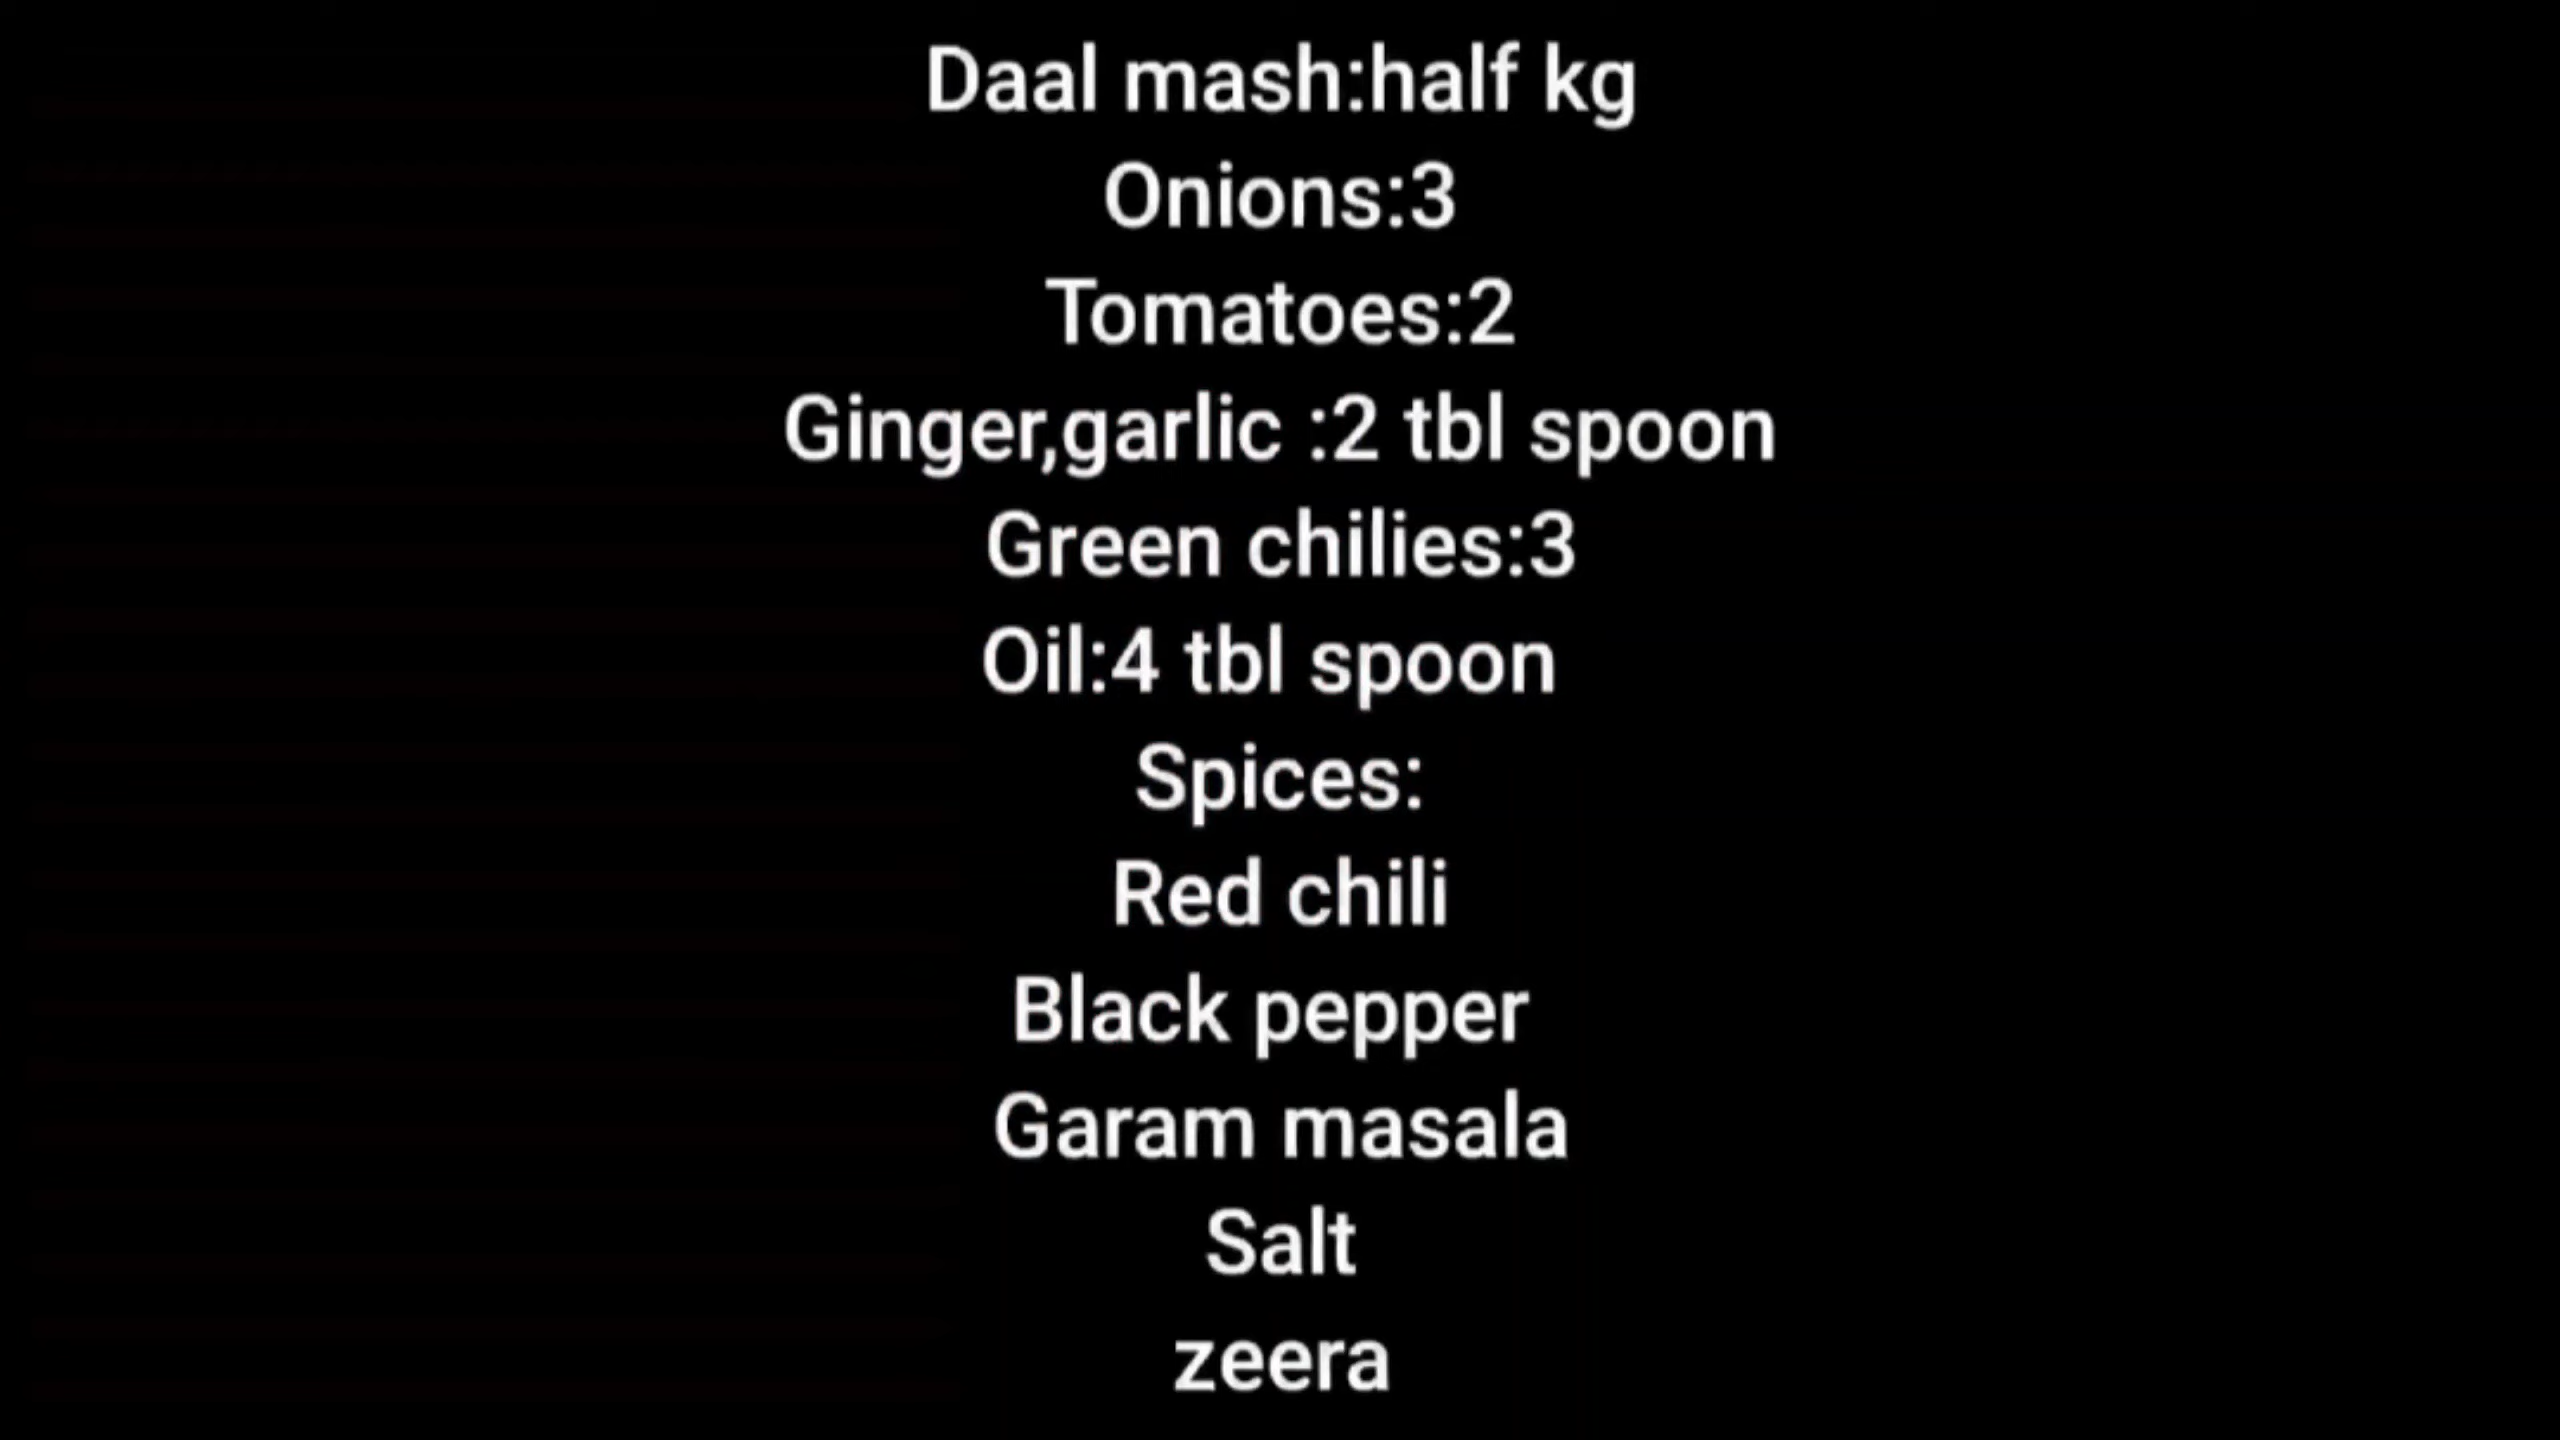 Daal mash:half kg
Onions:3
Tomatoes:2
Ginger,garlic :2 tbl spoon
Green chilies:3
Oil:4 tbl spoon
Spices:
Red chili
Black pepper
Garam masala
Salt
zeera